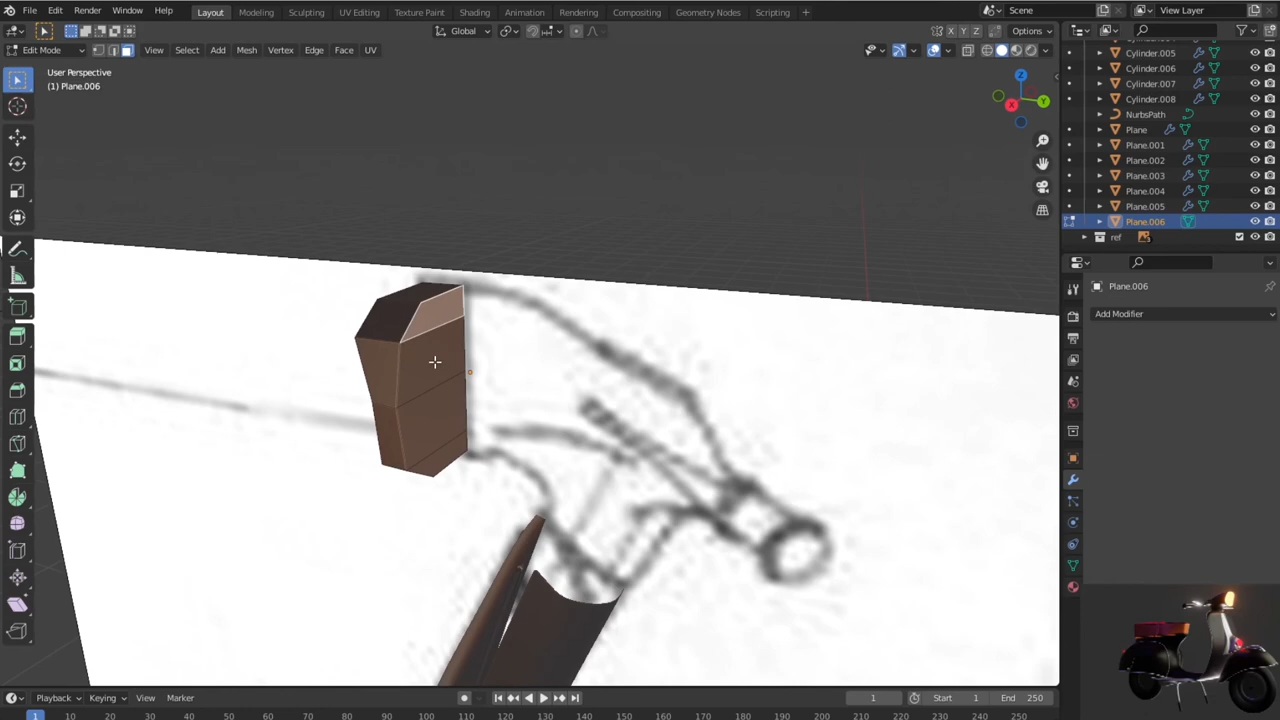 File Edit Render Window Help Layout Modeling Sculpting UV Editing Texture Paint Shading Animation Rendering Compositing Geometry Nodes Scripting + Scene View Layer
Global X Y Z Options
Edit Mode View Select Add Mesh Vertex Edge Face UV
User Perspective
(1) Plane.006
Z
Y
X
Cylinder.005
Cylinder.006
Cylinder.007
Cylinder.008
NurbsPath
Plane
Plane.001
Plane.002
Plane.003
Plane.004
Plane.005
Plane.006
ref
Plane.006
Add Modifier
Playback Keying View Marker 1 Start 1 End 250
1 10 20 30 40 50 60 70 80 90 100 110 120 130 140 150 160 170 180 190 200 210 220 230 240 250